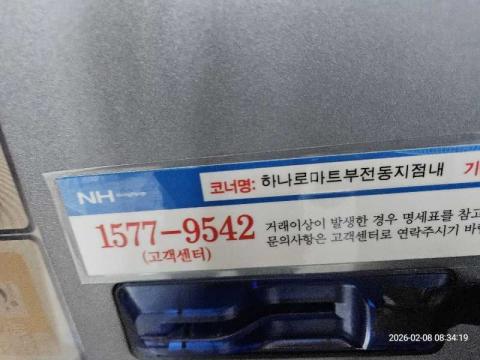 NH
코너명: 하나로마트부전동지점내 기
1577-9542
(고객센터)
거래이상이 발생한 경우 명세표를 참고
문의사항은 고객센터로 연락주시기 바
2026-02-08 08:34:19